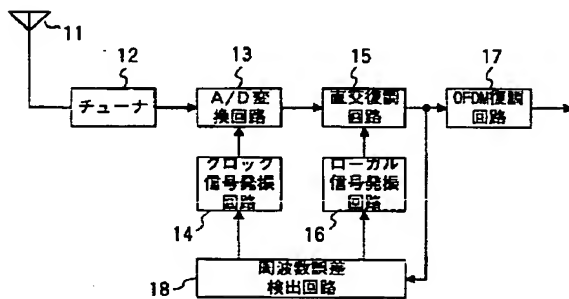 11
12
チューナ
13
A/D変
換回路
15
直交復調
回路
17
OFDM復調
回路
クロック
信号発振
回路
14
ローカル
信号発振
回路
16
周波数誤差
検出回路
18